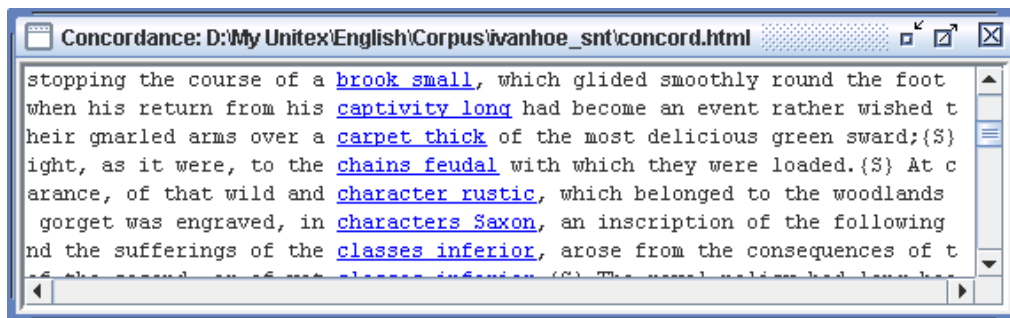 Concordance: D:\My Unitex\English\Corpus\ivanhoe_snt\concord.html
stopping the course of a brook small, which glided smoothly round the foot
when his return from his captivity long had become an event rather wished t
heir gnarled arms over a carpet thick of the most delicious green sward;{S}
ight, as it were, to the chains feudal with which they were loaded.{S} At c
arance, of that wild and character rustic, which belonged to the woodlands
gorget was engraved, in characters Saxon, an inscription of the following
nd the sufferings of the classes inferior, arose from the consequences of t